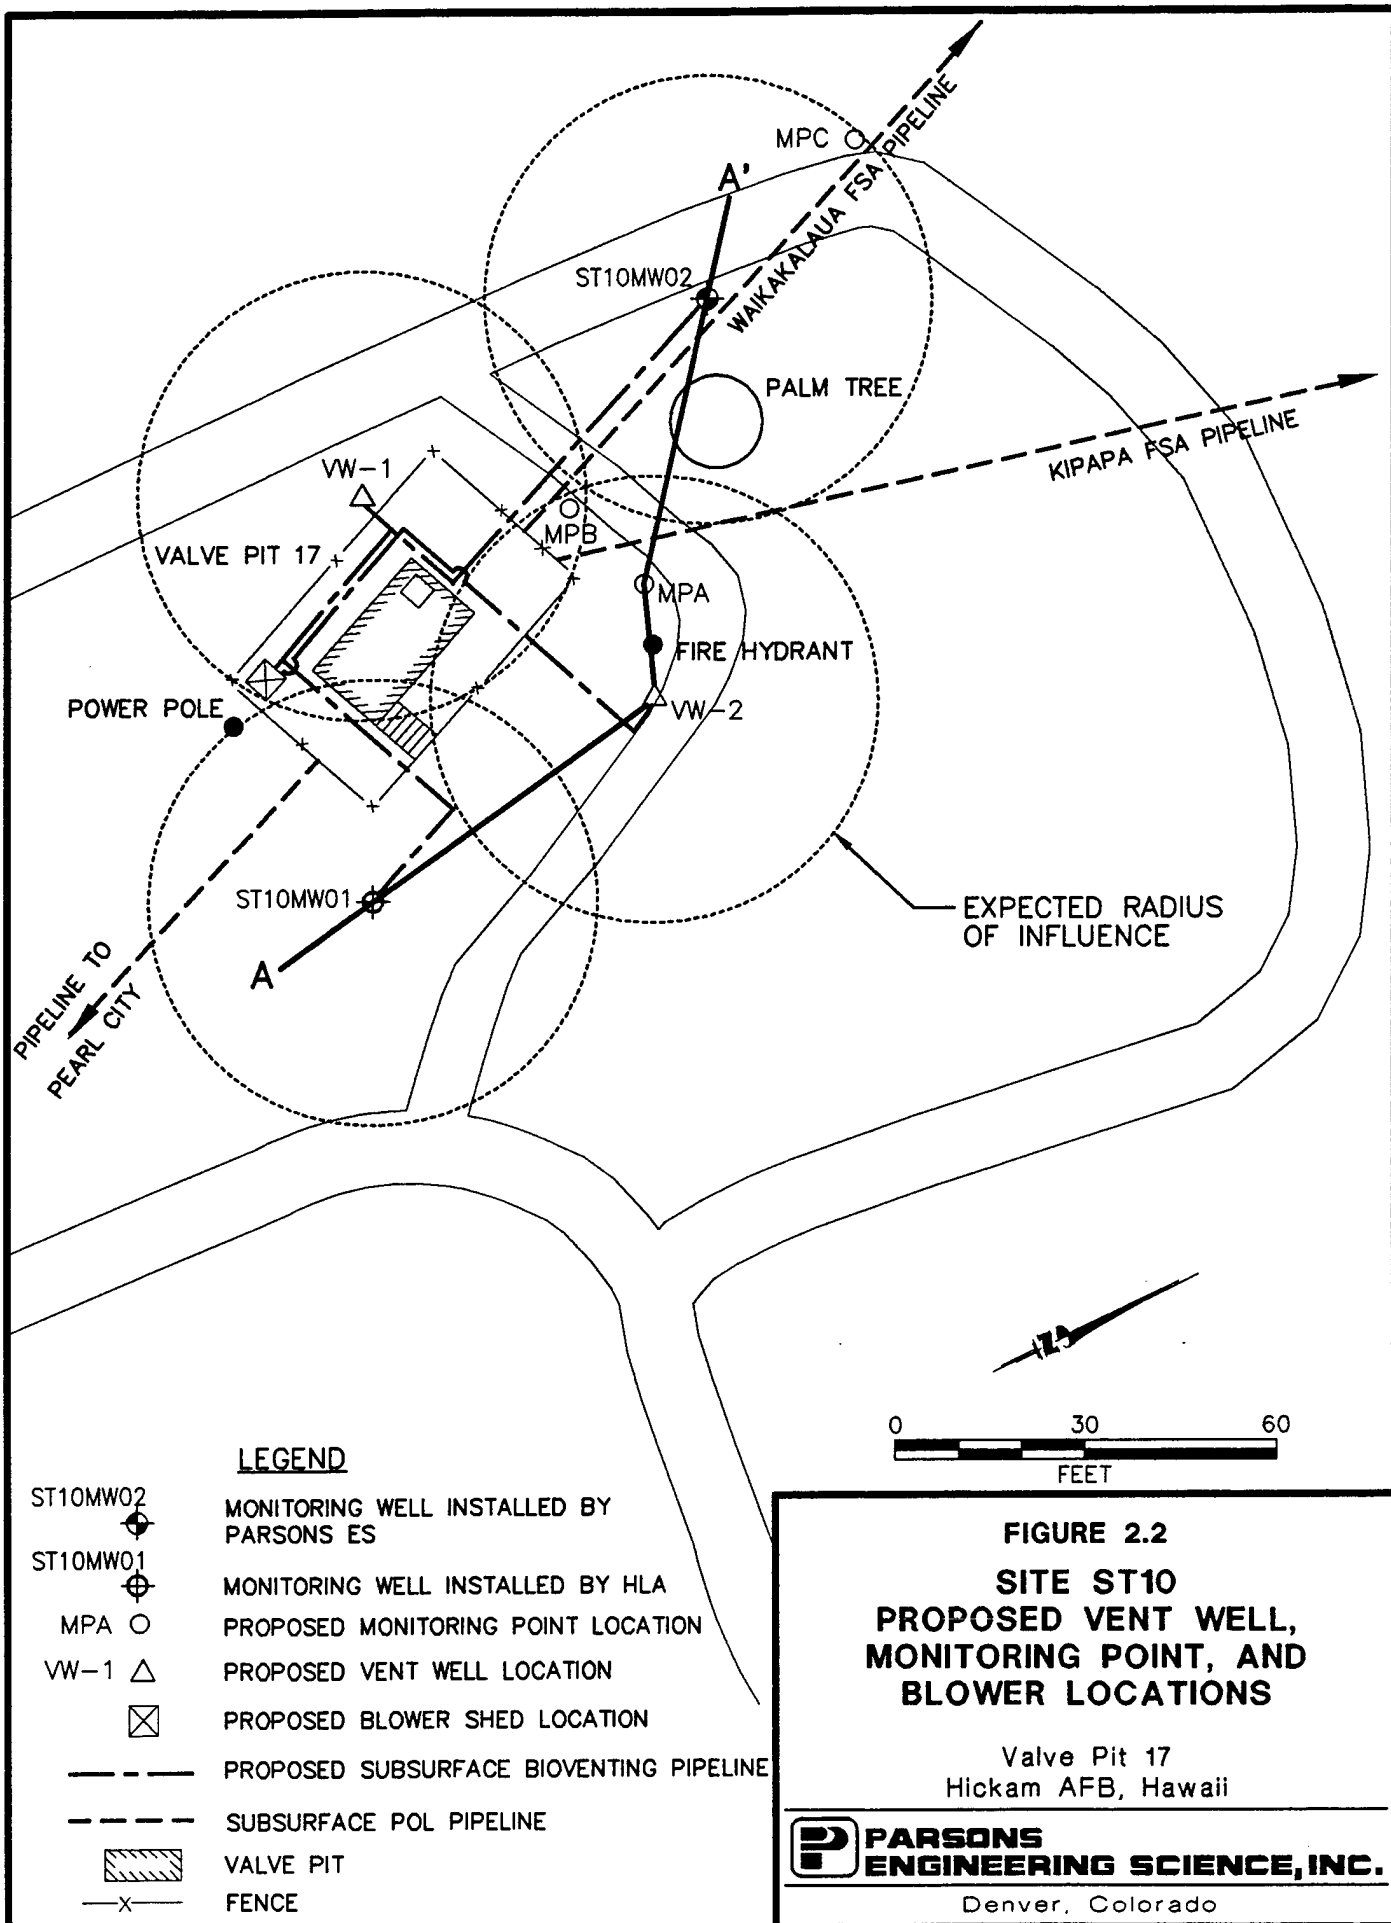 MPC
WAIKAKALAUA FSA PIPELINE
A'
ST10MW02
PALM TREE
KIPAPA FSA PIPELINE
VW-1
MPB
VALVE PIT 17
MPA
FIRE HYDRANT
POWER POLE
VW-2
ST10MW01
EXPECTED RADIUS
OF INFLUENCE
A
PIPELINE TO
PEARL CITY
N
0 30 60
FEET
LEGEND
ST10MW02
MONITORING WELL INSTALLED BY
PARSONS ES
ST10MW01
MONITORING WELL INSTALLED BY HLA
MPA PROPOSED MONITORING POINT LOCATION
VW-1 PROPOSED VENT WELL LOCATION
PROPOSED BLOWER SHED LOCATION
PROPOSED SUBSURFACE BIOVENTING PIPELINE
SUBSURFACE POL PIPELINE
VALVE PIT
X FENCE
FIGURE 2.2
SITE ST10
PROPOSED VENT WELL,
MONITORING POINT, AND
BLOWER LOCATIONS
Valve Pit 17
Hickam AFB, Hawaii
PARSONS
ENGINEERING SCIENCE, INC.
Denver, Colorado